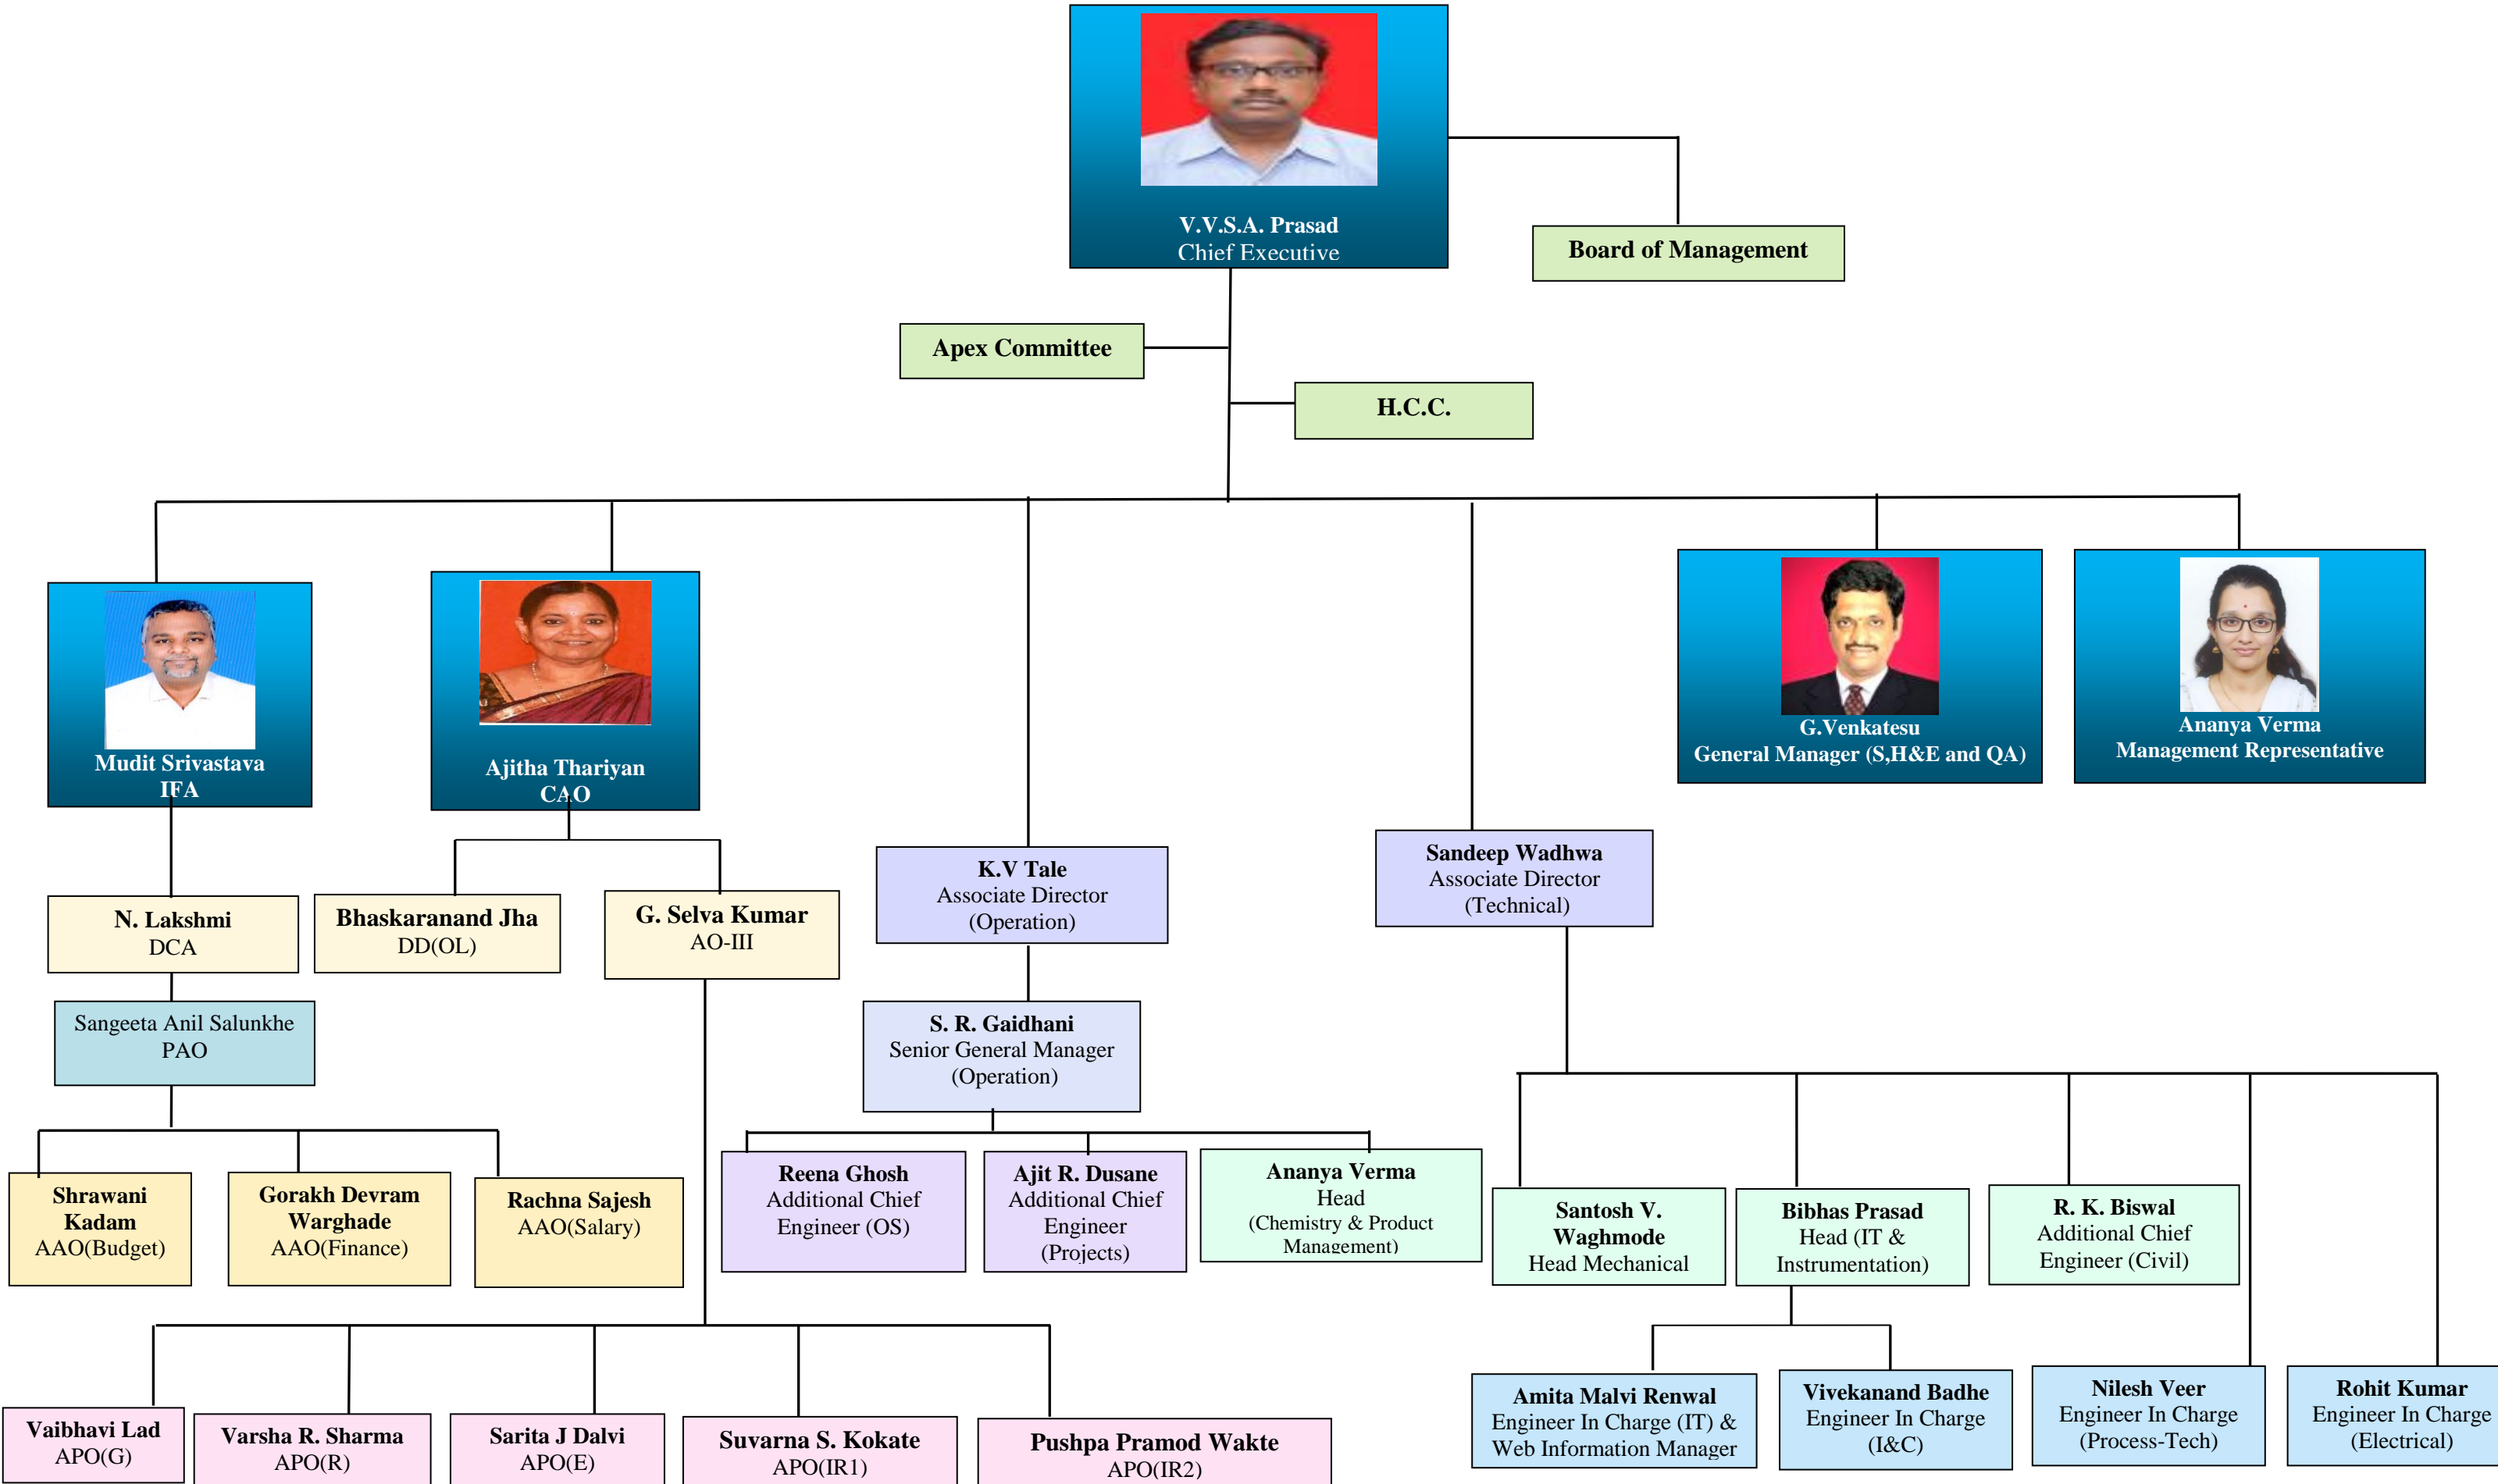 V.V.S.A. Prasad
Chief Executive
Board of Management
Apex Committee
H.C.C.
Mudit Srivastava
IFA
Ajitha Thariyan
CAO
G.Venkatesu
General Manager (S,H&E and QA)
Ananya Verma
Management Representative
N. Lakshmi
DCA
Bhaskaranand Jha
DD(OL)
G. Selva Kumar
AO-III
K.V Tale
Associate Director
(Operation)
Sandeep Wadhwa
Associate Director
(Technical)
Sangeeta Anil Salunkhe
PAO
S. R. Gaidhani
Senior General Manager
(Operation)
Shrawani
Kadam
AAO(Budget)
Gorakh Devram
Warghade
AAO(Finance)
Rachna Sajesh
AAO(Salary)
Reena Ghosh
Additional Chief
Engineer (OS)
Ajit R. Dusane
Additional Chief
Engineer
(Projects)
Ananya Verma
Head
(Chemistry & Product
Management)
Santosh V.
Waghmode
Head Mechanical
Bibhas Prasad
Head (IT &
Instrumentation)
R. K. Biswal
Additional Chief
Engineer (Civil)
Vaibhavi Lad
APO(G)
Varsha R. Sharma
APO(R)
Sarita J Dalvi
APO(E)
Suvarna S. Kokate
APO(IR1)
Pushpa Pramod Wakte
APO(IR2)
Amita Malvi Renwal
Engineer In Charge (IT) &
Web Information Manager
Vivekanand Badhe
Engineer In Charge
(I&C)
Nilesh Veer
Engineer In Charge
(Process-Tech)
Rohit Kumar
Engineer In Charge
(Electrical)